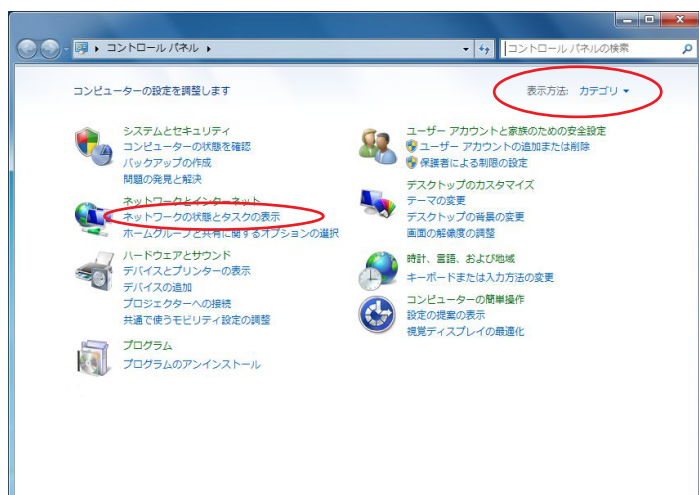 コントロール パネル
コントロール パネルの検索
コンピューターの設定を調整します
表示方法: カテゴリ
システムとセキュリティ
コンピューターの状態を確認
バックアップの作成
問題の発見と解決
ネットワークとインターネット
ネットワークの状態とタスクの表示
ホームグループと共有に関するオプションの選択
ハードウェアとサウンド
デバイスとプリンターの表示
デバイスの追加
プロジェクターへの接続
共通で使うモビリティ設定の調整
プログラム
プログラムのアンインストール
ユーザー アカウントと家族のための安全設定
ユーザー アカウントの追加または削除
保護者による制限の設定
デスクトップのカスタマイズ
テーマの変更
デスクトップの背景の変更
画面の解像度の調整
時計、言語、および地域
キーボードまたは入力方法の変更
コンピューターの簡単操作
設定の提案の表示
視覚ディスプレイの最適化